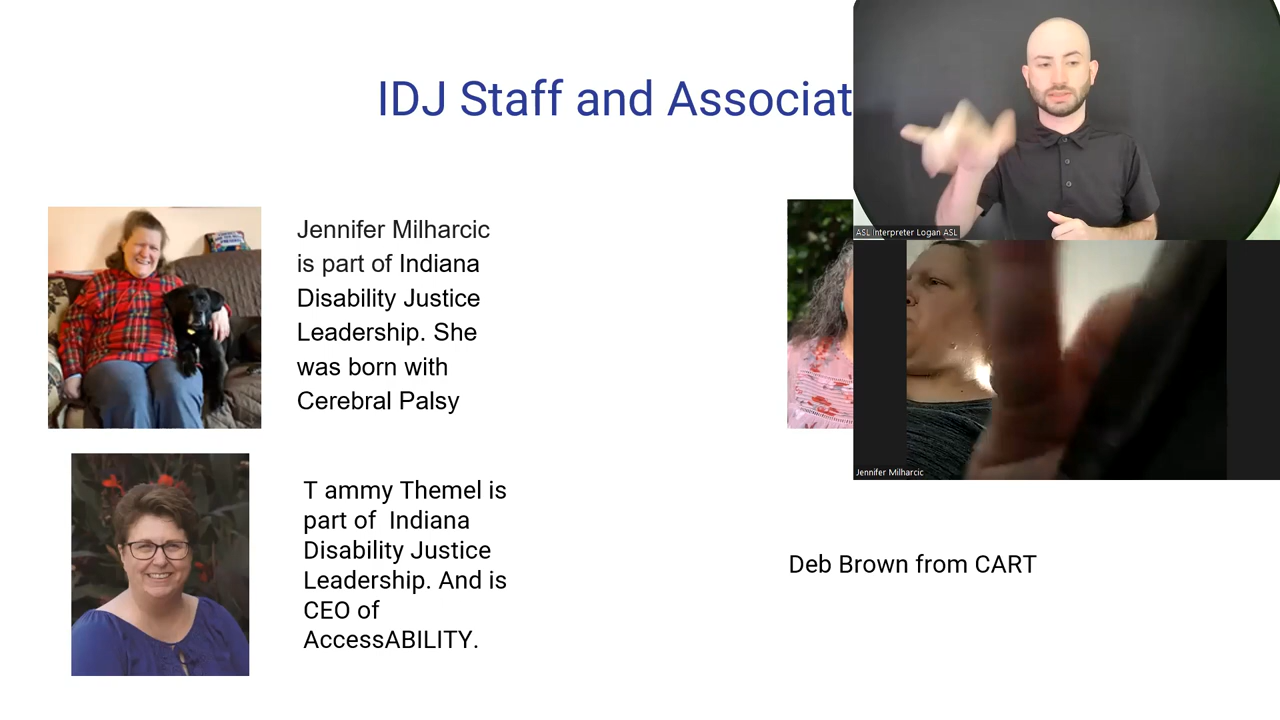 IDJ Staff and Associat
ASL Interpreter Logan ASL
Jennifer Milharcic
is part of Indiana
Disability Justice
Leadership. She
was born with
Cerebral Palsy
Jennifer Milharcic
T ammy Themel is
part of  Indiana
Disability Justice
Leadership. And is
CEO of
AccessABILITY.
Deb Brown from CART